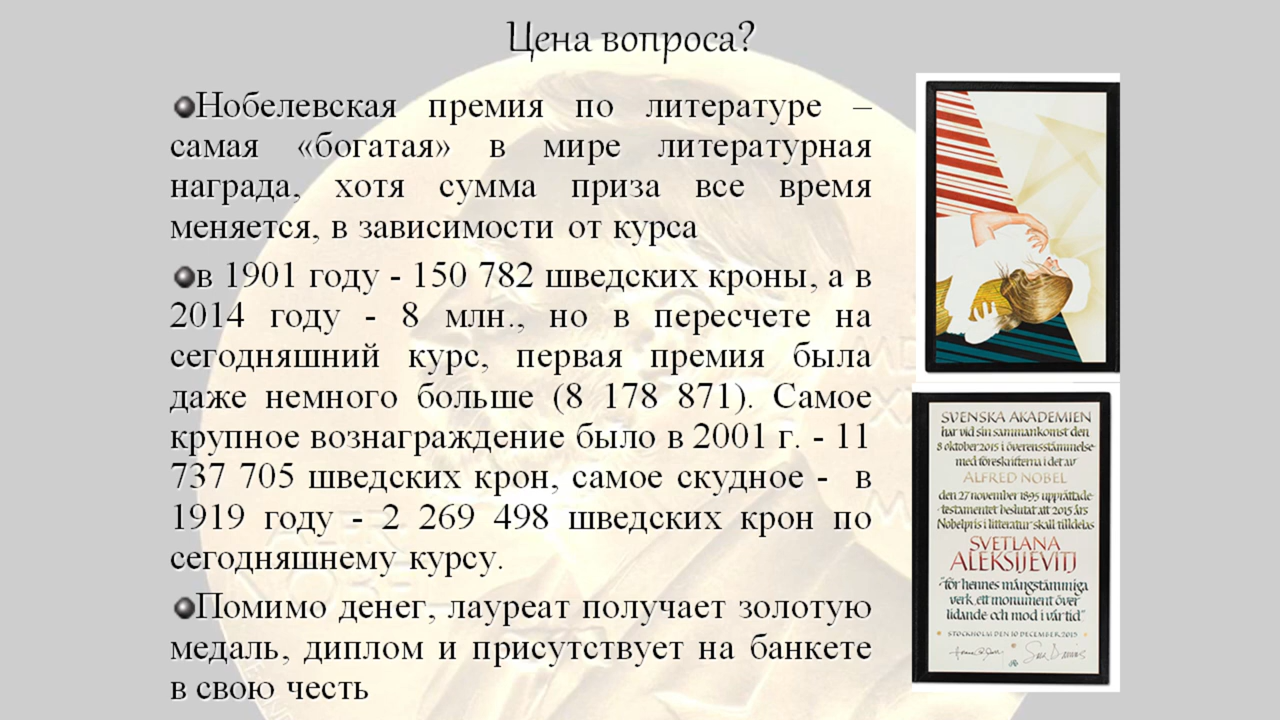 Цена вопроса?
Нобелевская премия по литературе –
самая «богатая» в мире литературная
награда, хотя сумма приза все время
меняется, в зависимости от курса
в 1901 году - 150 782 шведских кроны, а в
2014 году - 8 млн., но в пересчете на
сегодняшний курс, первая премия была
даже немного больше (8 178 871). Самое
крупное вознаграждение было в 2001 г. - 11
737 705 шведских крон, самое скудное - в
1919 году - 2 269 498 шведских крон по
сегодняшнему курсу.
Помимо денег, лауреат получает золотую
медаль, диплом и присутствует на банкете
в свою честь
SVENSKA AKADEMIEN
har vid sin sammankomst den
8 oktober 2015 i överensstämmelse
med föreskrifterna i det av
ALFRED NOBEL
den 27 november 1895 upprättade
testamentet beslutat att 2015 års
Nobelpris i litteratur skall tilldelas
SVETLANA
ALEKSIJEVITJ
"för hennes mångstämmiga
verk, ett monument över
lidande och mod i vår tid"
STOCKHOLM DEN 10 DECEMBER 2015